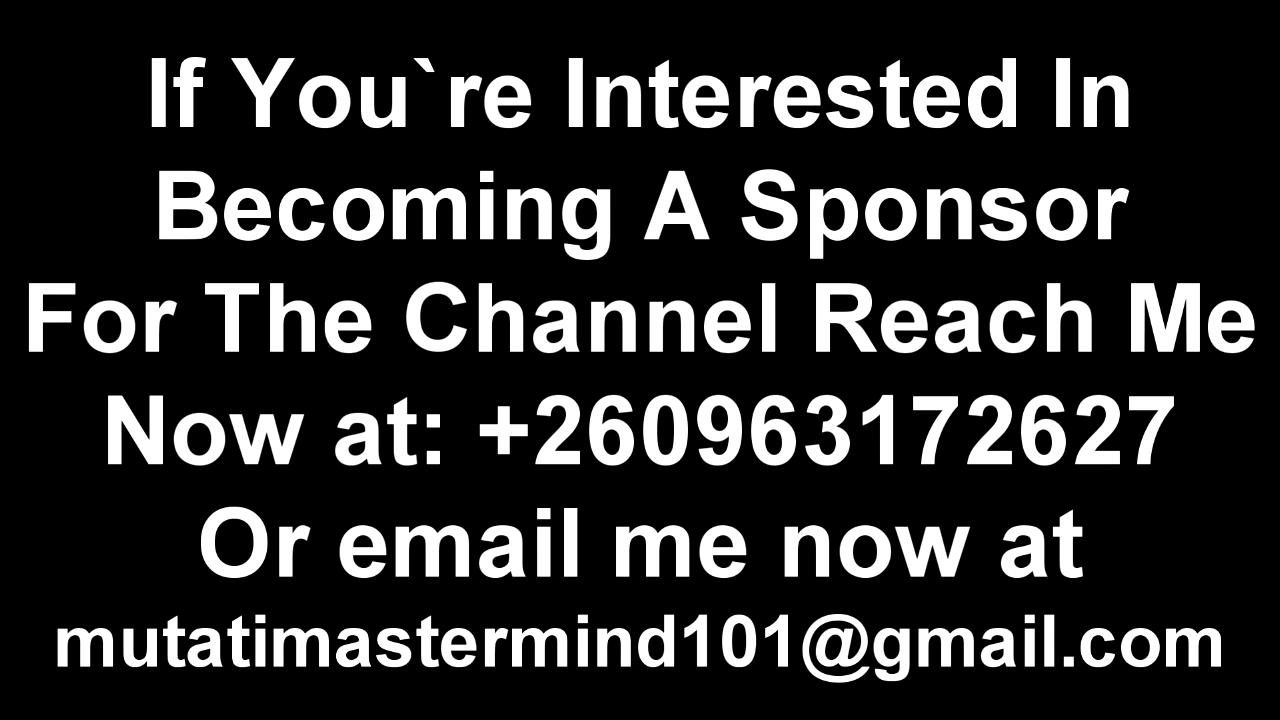 If You`re Interested In
Becoming A Sponsor
For The Channel Reach Me
Now at: +260963172627
Or email me now at
mutatimastermind101@gmail.com